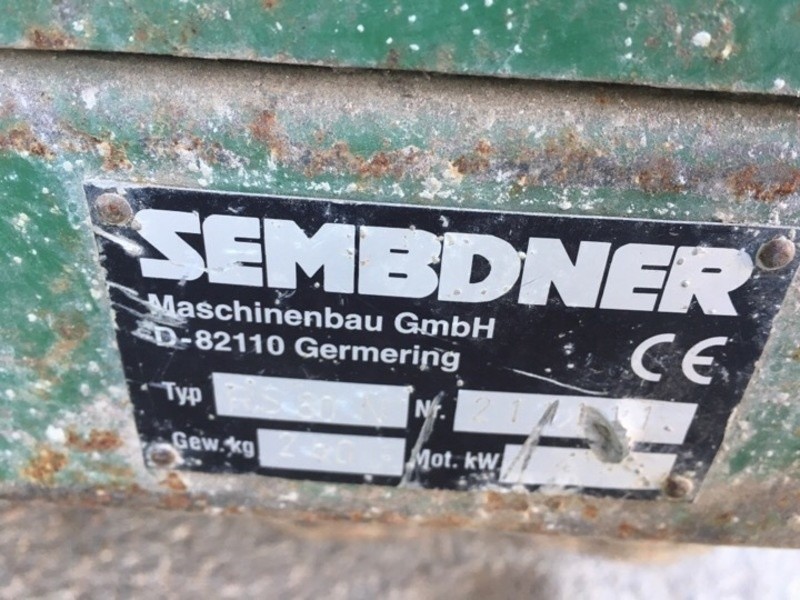 SEMBDNER
Maschinenbau GmbH
D-82110 Germering
CE
Typ Nr.
Gew. kg Mot. kW